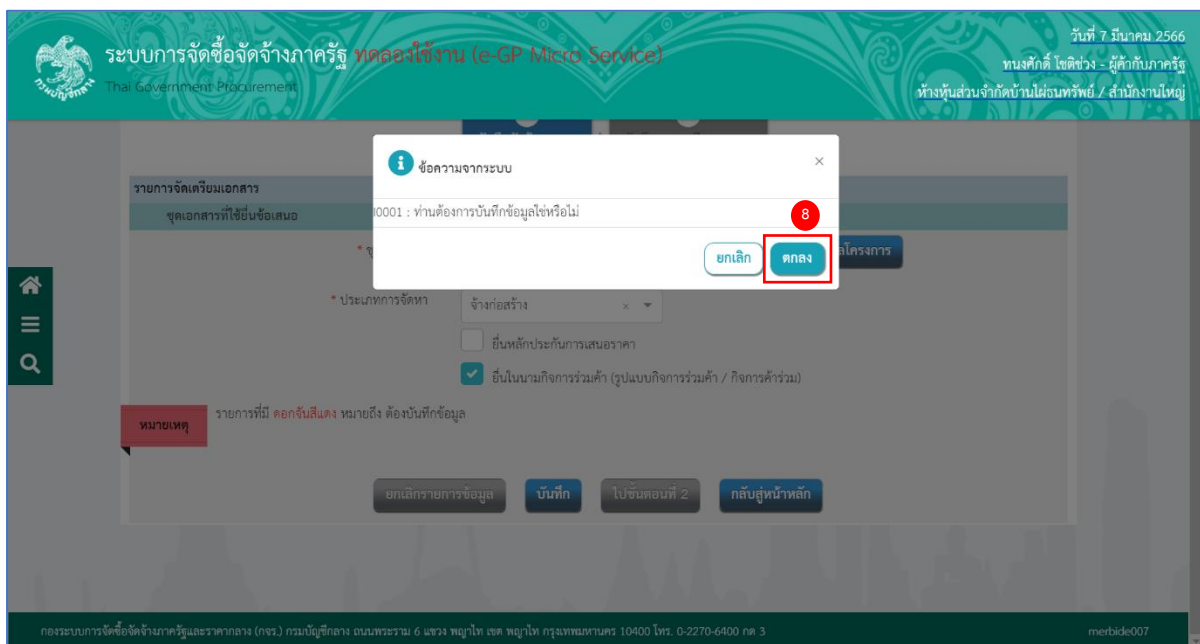 ระบบการจัดซื้อจัดจ้างภาครัฐ ทดลองใช้งาน (e-GP Micro Service)
Thai Government Procurement
กรมบัญชีกลาง
วันที่ 7 มีนาคม 2566
ทนงศักดิ์ โชติช่วง - ผู้ค้ากับภาครัฐ
ห้างหุ้นส่วนจำกัดบ้านไผ่ธนทรัพย์ / สำนักงานใหญ่
ข้อความจากระบบ ×
I0001 : ท่านต้องการบันทึกข้อมูลใช่หรือไม่
8
ยกเลิก ตกลง
รายการจัดเตรียมเอกสาร
ชุดเอกสารที่ใช้ยื่นข้อเสนอ
* ประเภทการจัดหา จ้างก่อสร้าง ×
ยื่นหลักประกันการเสนอราคา
ยื่นในนามกิจการร่วมค้า (รูปแบบกิจการร่วมค้า / กิจการค้าร่วม)
หมายเหตุ รายการที่มี ดอกจันสีแดง หมายถึง ต้องบันทึกข้อมูล
ยกเลิกรายการข้อมูล บันทึก ไปขั้นตอนที่ 2 กลับสู่หน้าหลัก
กองระบบการจัดซื้อจัดจ้างภาครัฐและราคากลาง (กจร.) กรมบัญชีกลาง ถนนพระราม 6 แขวง พญาไท เขต พญาไท กรุงเทพมหานคร 10400 โทร. 0-2270-6400 กด 3 merbide007